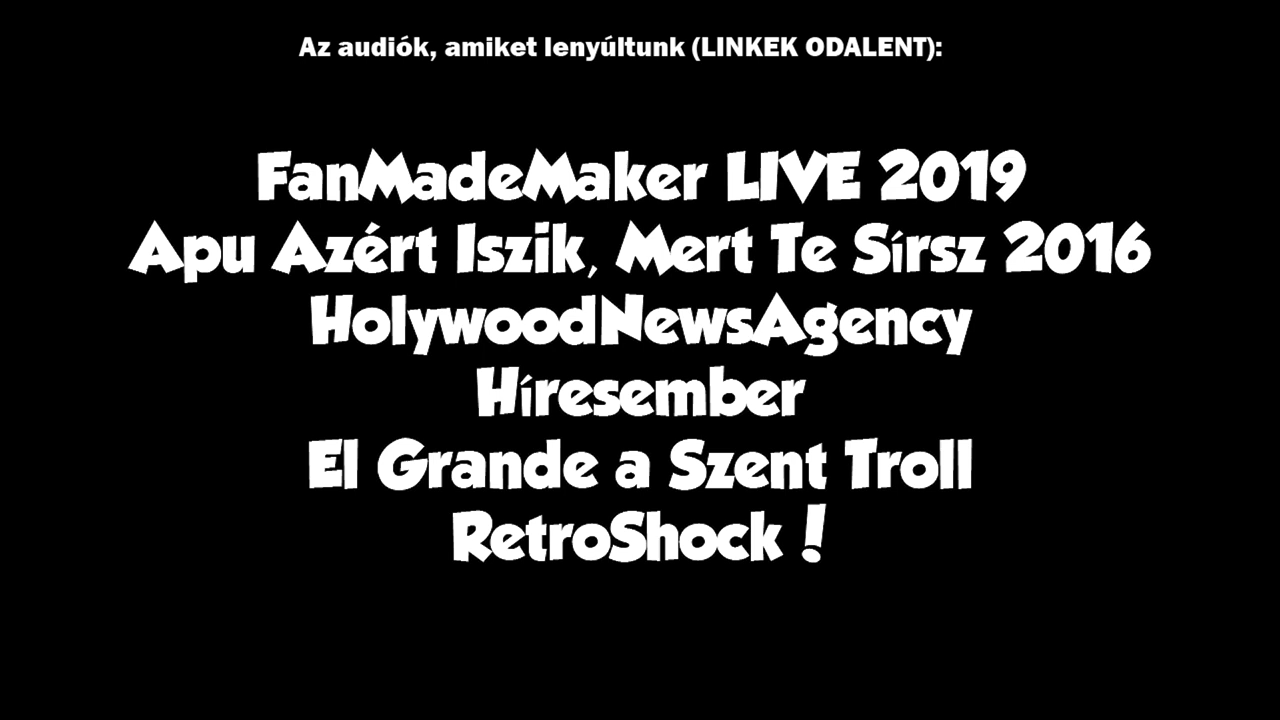 Az audiók, amiket lenyúltunk (LINKEK ODALENT):
FanMadeMaker LIVE 2019
Apu Azért Iszik, Mert Te Sírsz 2016
HolywoodNewsAgency
Híresember
El Grande a Szent Troll
RetroShock!